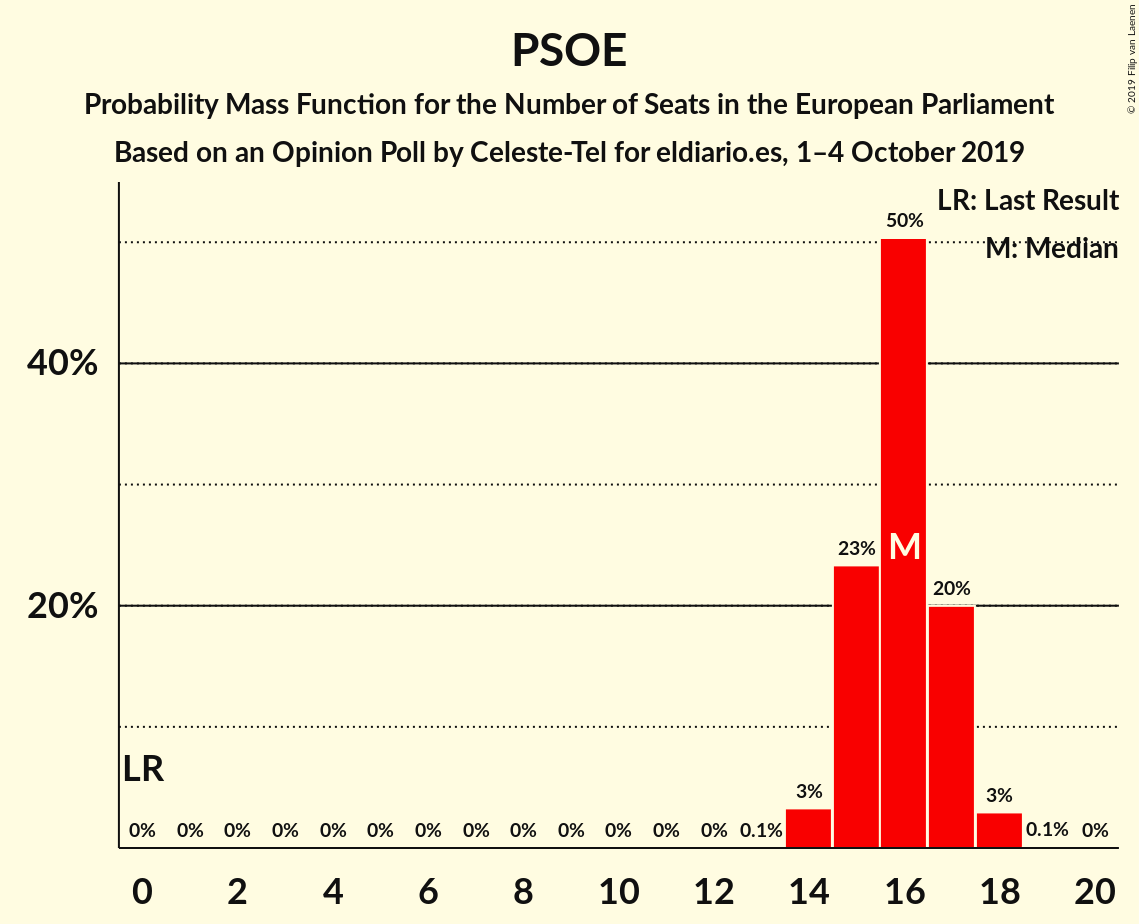 PSOE
Probability Mass Function for the Number of Seats in the European Parliament
Based on an Opinion Poll by Celeste-Tel for eldiario.es, 1–4 October 2019
© 2019 Filip van Laenen
LR: Last Result
M: Median
50%
40%
23%
M
20%
20%
LR
3%
3%
0% 0% 0% 0% 0% 0% 0% 0% 0% 0% 0% 0% 0% 0.1% 0.1% 0%
0 2 4 6 8 10 12 14 16 18 20